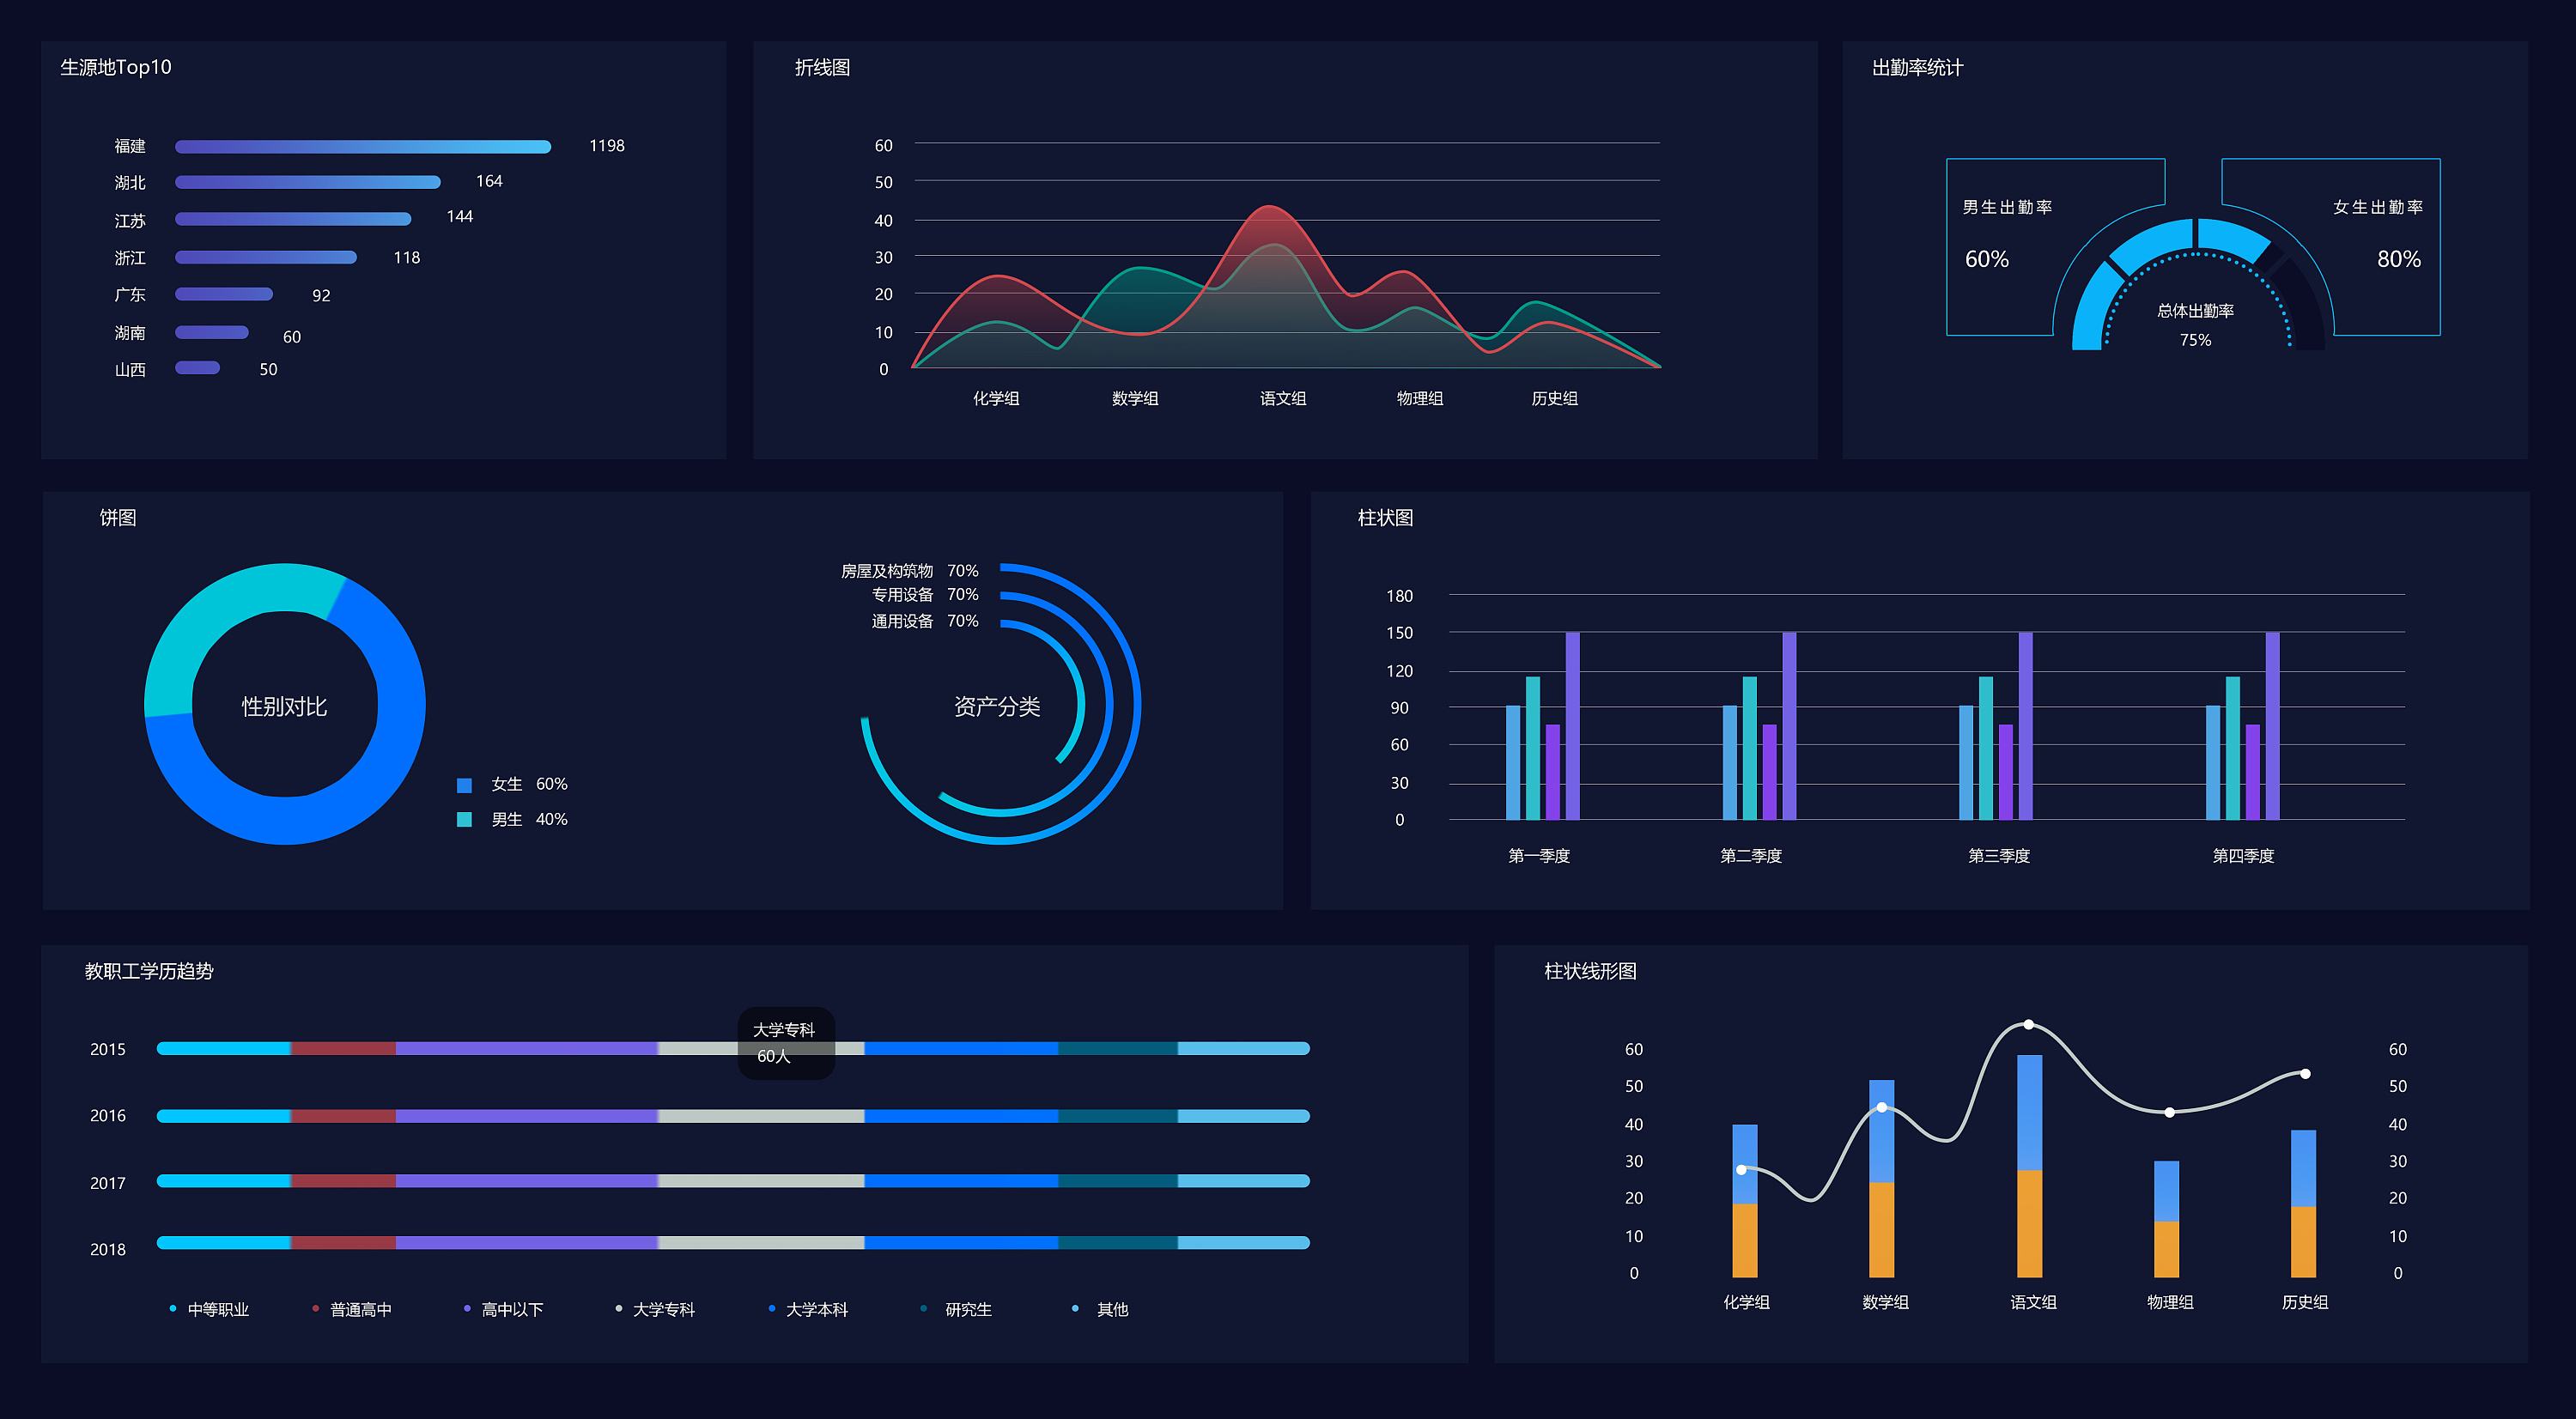 生源地Top10
福建 1198
湖北 164
江苏 144
浙江 118
广东 92
湖南 60
山西 50
折线图
60
50
40
30
20
10
0
化学组 数学组 语文组 物理组 历史组
出勤率统计
男生出勤率
60%
女生出勤率
80%
总体出勤率
75%
饼图
性别对比
女生 60%
男生 40%
房屋及构筑物 70%
专用设备 70%
通用设备 70%
资产分类
柱状图
180
150
120
90
60
30
0
第一季度 第二季度 第三季度 第四季度
教职工学历趋势
大学专科
60人
2015
2016
2017
2018
中等职业 普通高中 高中以下 大学专科 大学本科 研究生 其他
柱状线形图
60 60
50 50
40 40
30 30
20 20
10 10
0 0
化学组 数学组 语文组 物理组 历史组